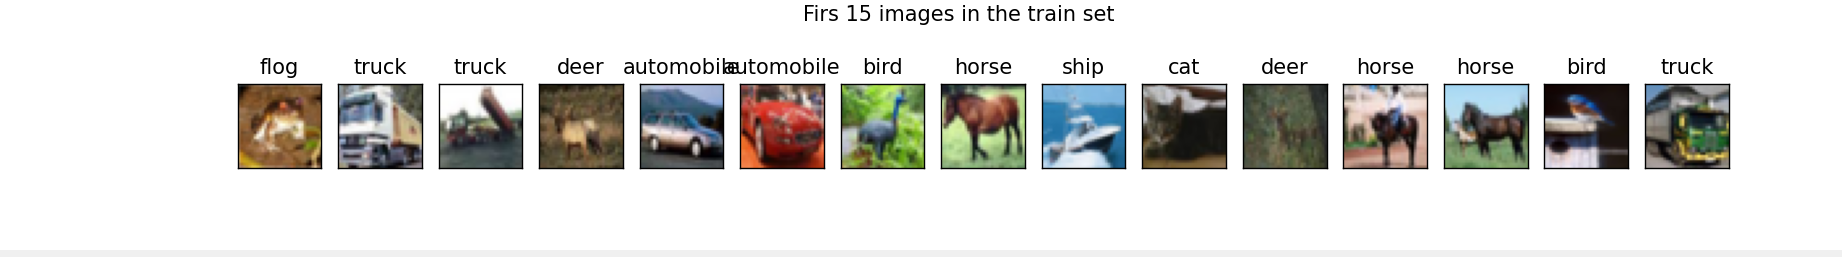 Firs 15 images in the train set
flog truck truck deer automobile automobile bird horse ship cat deer horse horse bird truck